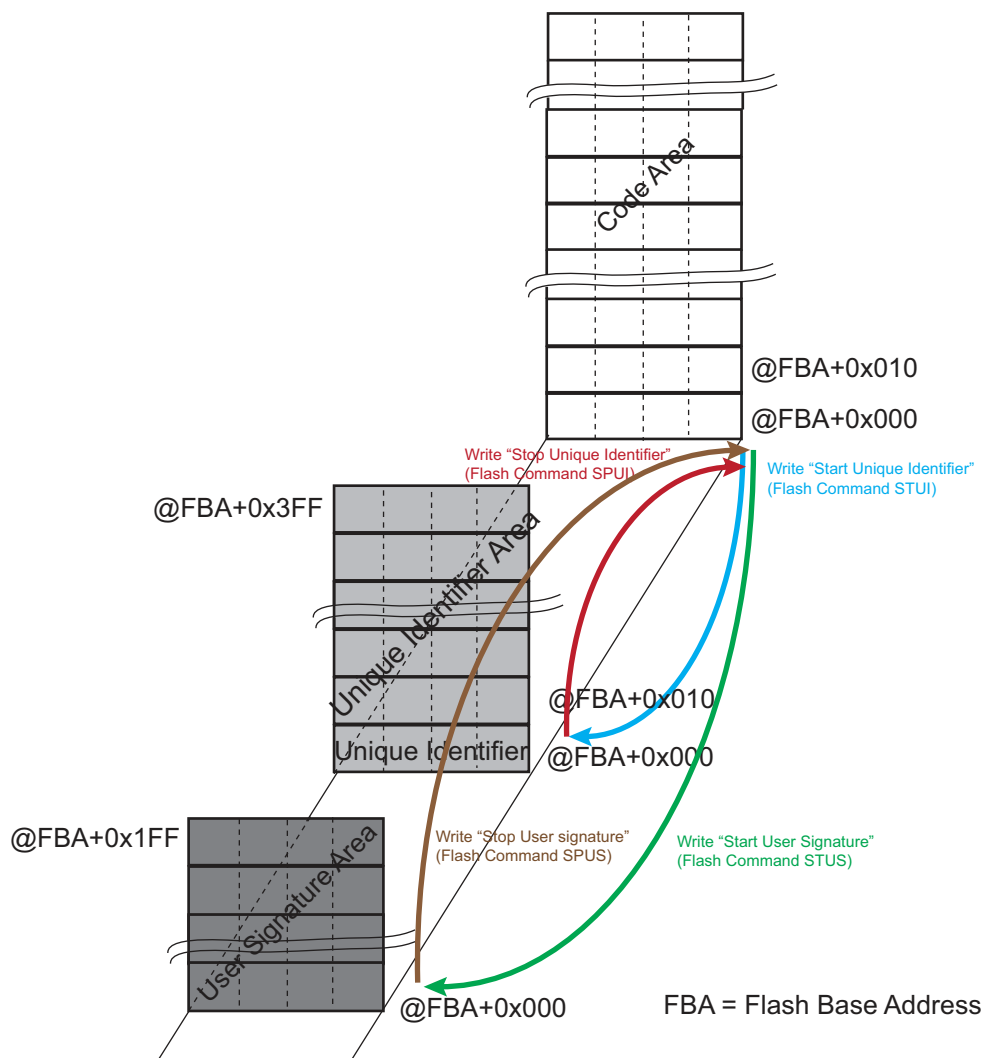 Code Area
@FBA+0x010
@FBA+0x000
Write “Stop Unique Identifier”
(Flash Command SPUI)
Write “Start Unique Identifier”
(Flash Command STUI)
@FBA+0x3FF
Unique Identifier Area
@FBA+0x010
Unique Identifier
@FBA+0x000
@FBA+0x1FF
User Signature Area
Write “Stop User signature”
(Flash Command SPUS)
Write “Start User Signature”
(Flash Command STUS)
@FBA+0x000
FBA = Flash Base Address